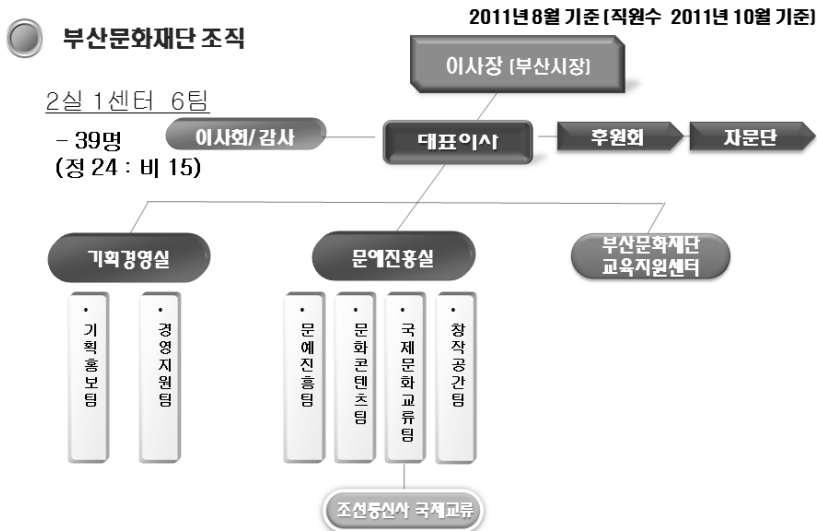 2011년 8월 기준 (직원수 2011년 10월 기준)
부산문화재단 조직
이사장 (부산시장)
2실 1센터 6팀
- 39명
(정 24 : 비 15)
이사회/감사
대표이사
후원회
자문단
기획경영실
문예진흥실
부산문화재단
교육지원센터
• 기획홍보팀
• 경영지원팀
• 문예진흥팀
• 문화콘텐츠팀
• 국제문화교류팀
• 창작공간팀
조선통신사 국제교류